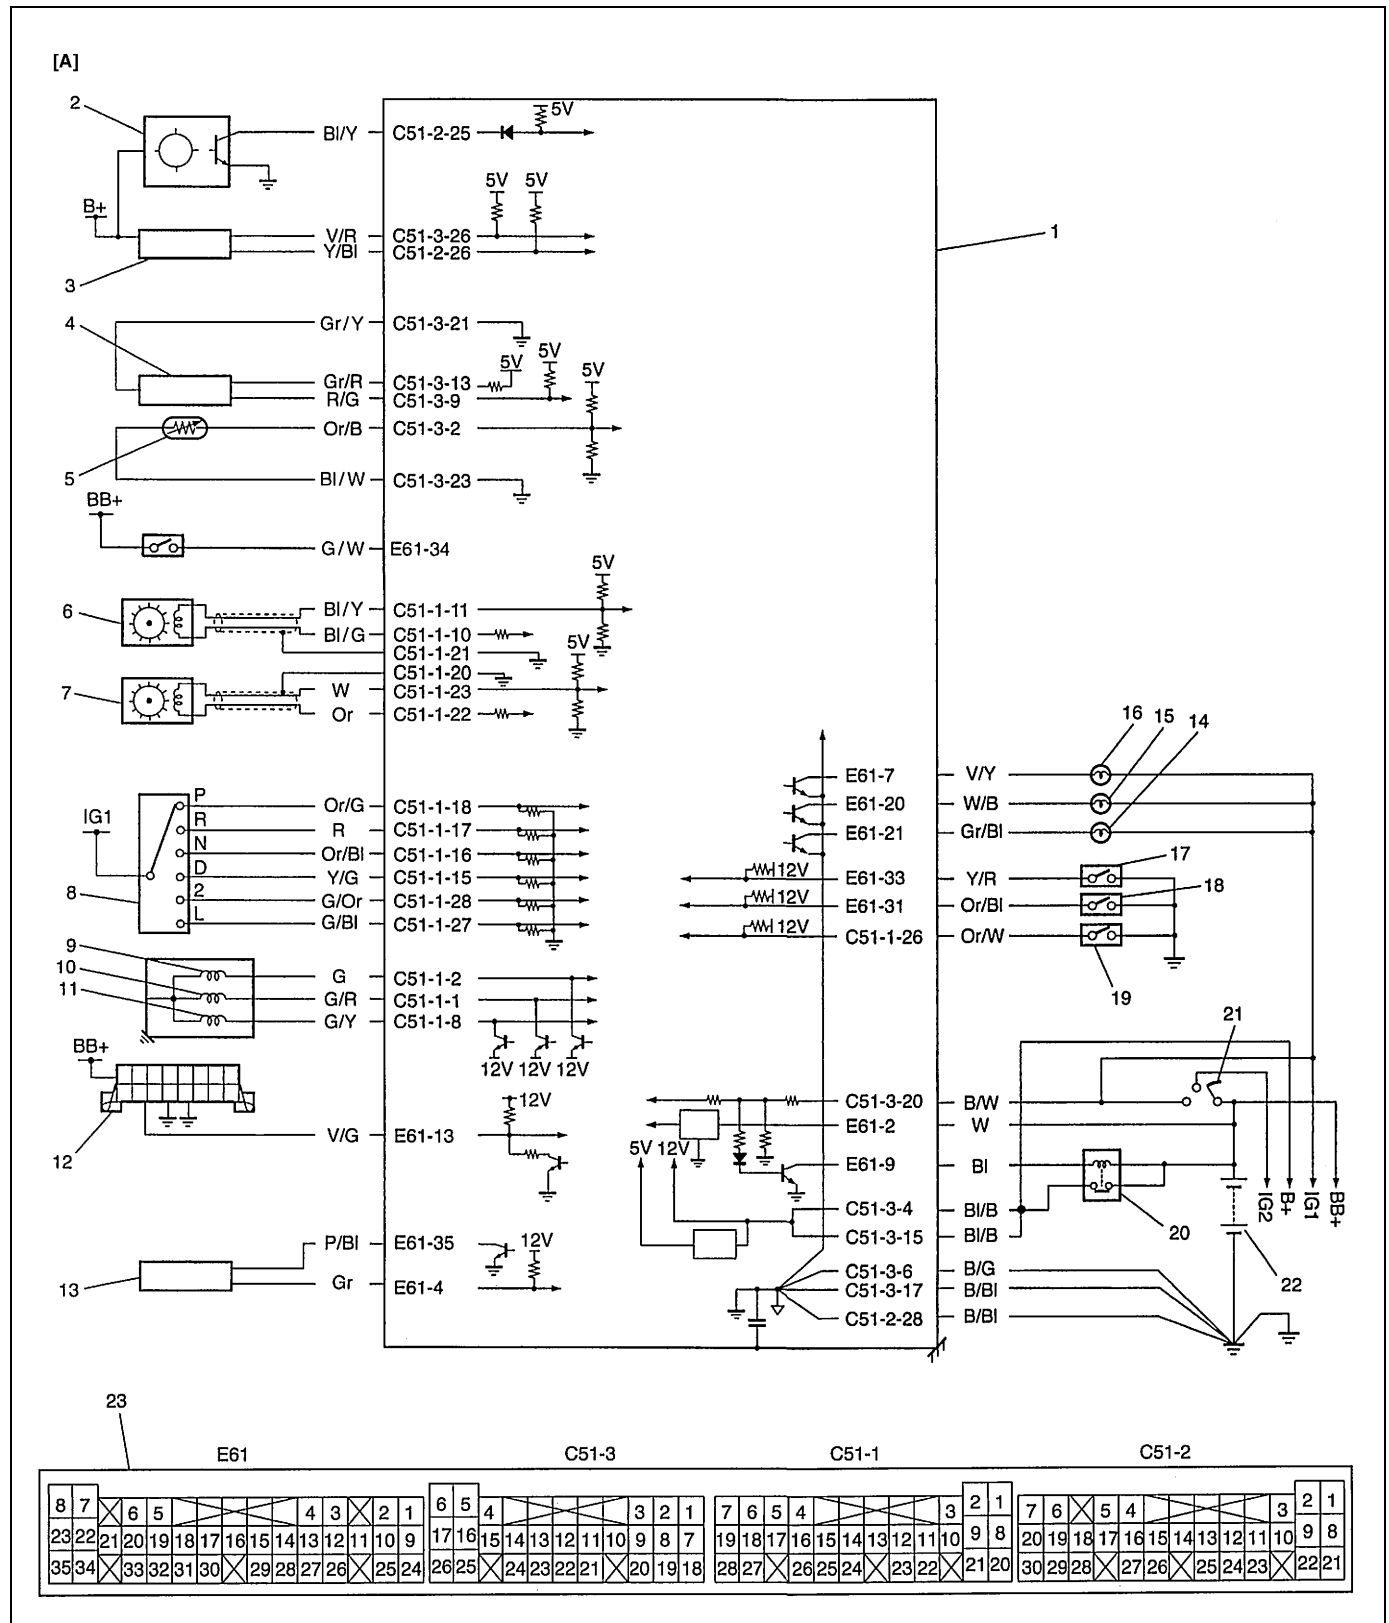 [A]
2
Bl/Y C51-2-25 5V
B+
5V 5V
V/R C51-3-26
Y/Bl C51-2-26
1
3
4
Gr/Y C51-3-21
5V 5V 5V
Gr/R C51-3-13
R/G C51-3-9
Or/B C51-3-2
5
Bl/W C51-3-23
BB+
G/W E61-34
5V
6
Bl/Y C51-1-11
Bl/G C51-1-10
5V
C51-1-21
C51-1-20
7
W C51-1-23
Or C51-1-22
16 15 14
E61-7 V/Y
E61-20 W/B
E61-21 Gr/Bl
IG1
P Or/G C51-1-18
R R C51-1-17
N Or/Bl C51-1-16
D Y/G C51-1-15
2 G/Or C51-1-28
L G/Bl C51-1-27
8
12V E61-33 Y/R 17
12V E61-31 Or/Bl 18
12V C51-1-26 Or/W
19
9
10
11
G C51-1-2
G/R C51-1-1
G/Y C51-1-8
12V 12V 12V
BB+
21
12V
C51-3-20 B/W
E61-2 W
V/G E61-13
12
5V 12V
E61-9 Bl
C51-3-4 Bl/B
C51-3-15 Bl/B
20
IG2 B+ IG1 BB+
22
P/Bl E61-35 12V
Gr E61-4
13
C51-3-6 B/G
C51-3-17 B/Bl
C51-2-28 B/Bl
23
E61 C51-3 C51-1 C51-2
8 7 6 5 4 3 2 1 6 5 4 3 2 1 7 6 5 4 3 2 1 7 6 5 4 3 2 1
23 22 21 20 19 18 17 16 15 14 13 12 11 10 9 17 16 15 14 13 12 11 10 9 8 7 19 18 17 16 15 14 13 12 11 10 9 8 20 19 18 17 16 15 14 13 12 11 10 9 8
35 34 33 32 31 30 29 28 27 26 25 24 26 25 24 23 22 21 20 19 18 28 27 26 25 24 23 22 21 20 30 29 28 27 26 25 24 23 22 21